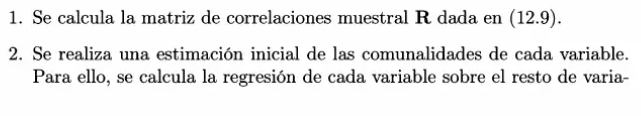 1. Se calcula la matriz de correlaciones muestral R dada en (12.9).
2. Se realiza una estimación inicial de las comunalidades de cada variable.
Para ello, se calcula la regresión de cada variable sobre el resto de varia-